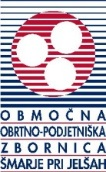 OBMOČNA
OBRTNO-PODJETNIŠKA
ZBORNICA
ŠMARJE PRI JELŠAH